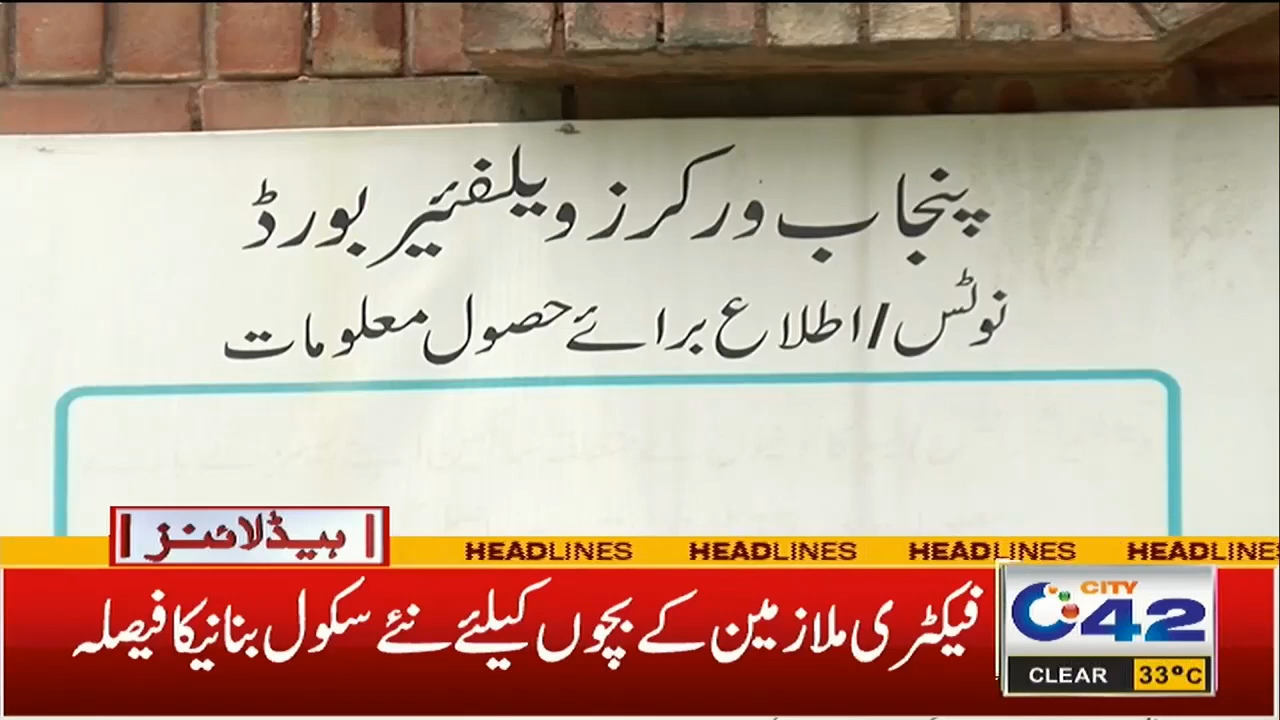 پنجاب ورکرز ویلفئیر بورڈ
نوٹس/اطلاع برائے حصول معلومات
ہیڈلائنز
HEADLINES HEADLINES HEADLINES HEADLINES
فیکٹری ملازمین کے بچوں کیلئے نئے سکول بنانیکا فیصلہ
CITY
42
CLEAR 33°C